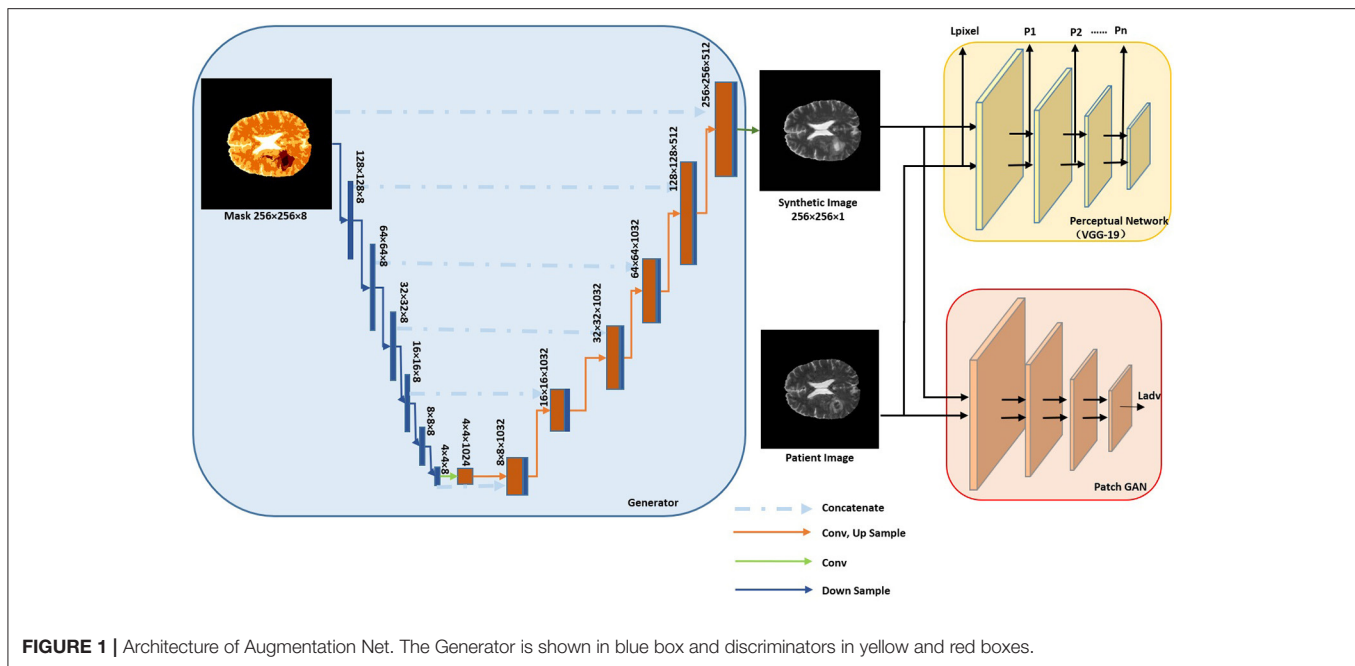 Lpixel
P1
P2
......
Pn
256×256×512
128×128×512
64×64×1032
32×32×1032
16×16×1032
8×8×1032
4×4×1024
4×4×8
8×8×8
16×16×8
32×32×8
64×64×8
128×128×8
Mask 256×256×8
Synthetic Image
256×256×1
Perceptual Network
（VGG-19）
Patient Image
Ladv
Patch GAN
Generator
Concatenate
Conv, Up Sample
Conv
Down Sample
FIGURE 1 | Architecture of Augmentation Net. The Generator is shown in blue box and discriminators in yellow and red boxes.